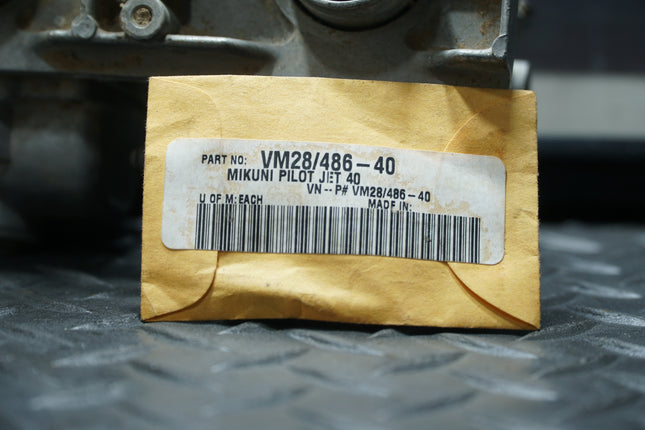 PART NO: VM28/486-40
MIKUNI PILOT JET 40
VN -- P# VM28/486-40
U OF M: EACH MADE IN: